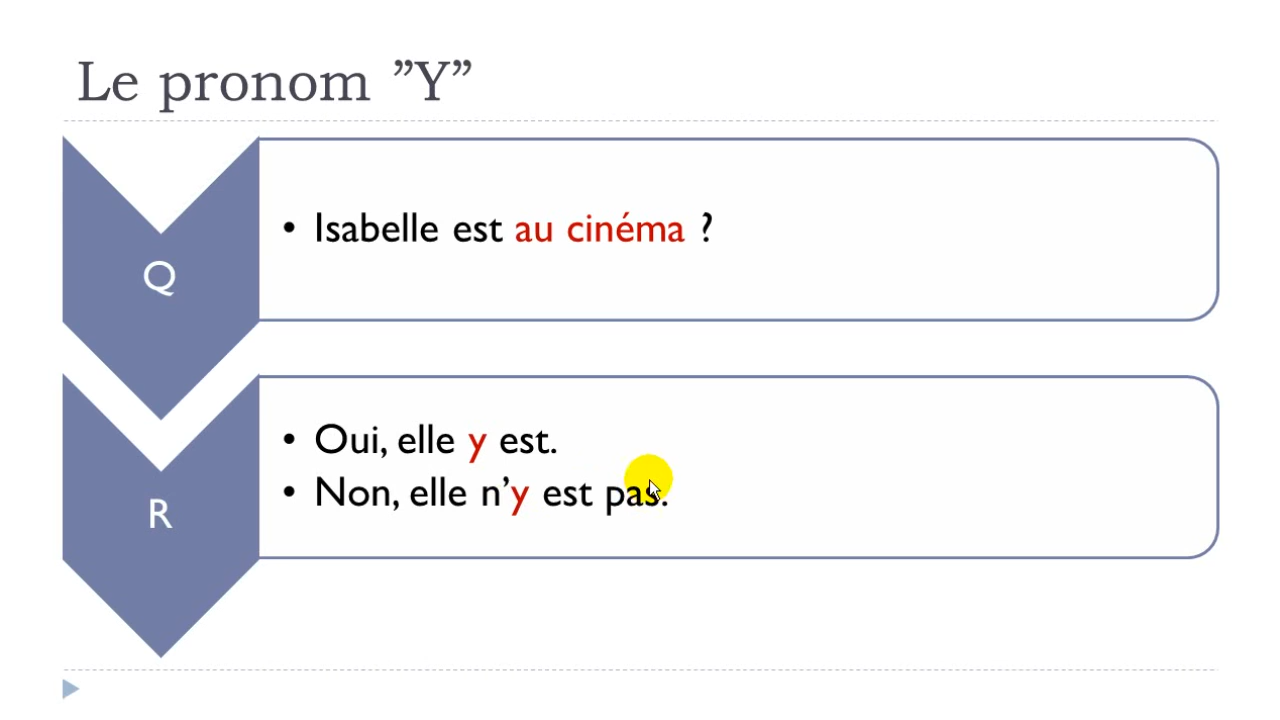 Le pronom ”Y”
Q
• Isabelle est au cinéma ?
R
• Oui, elle y est.
• Non, elle n’y est pas.